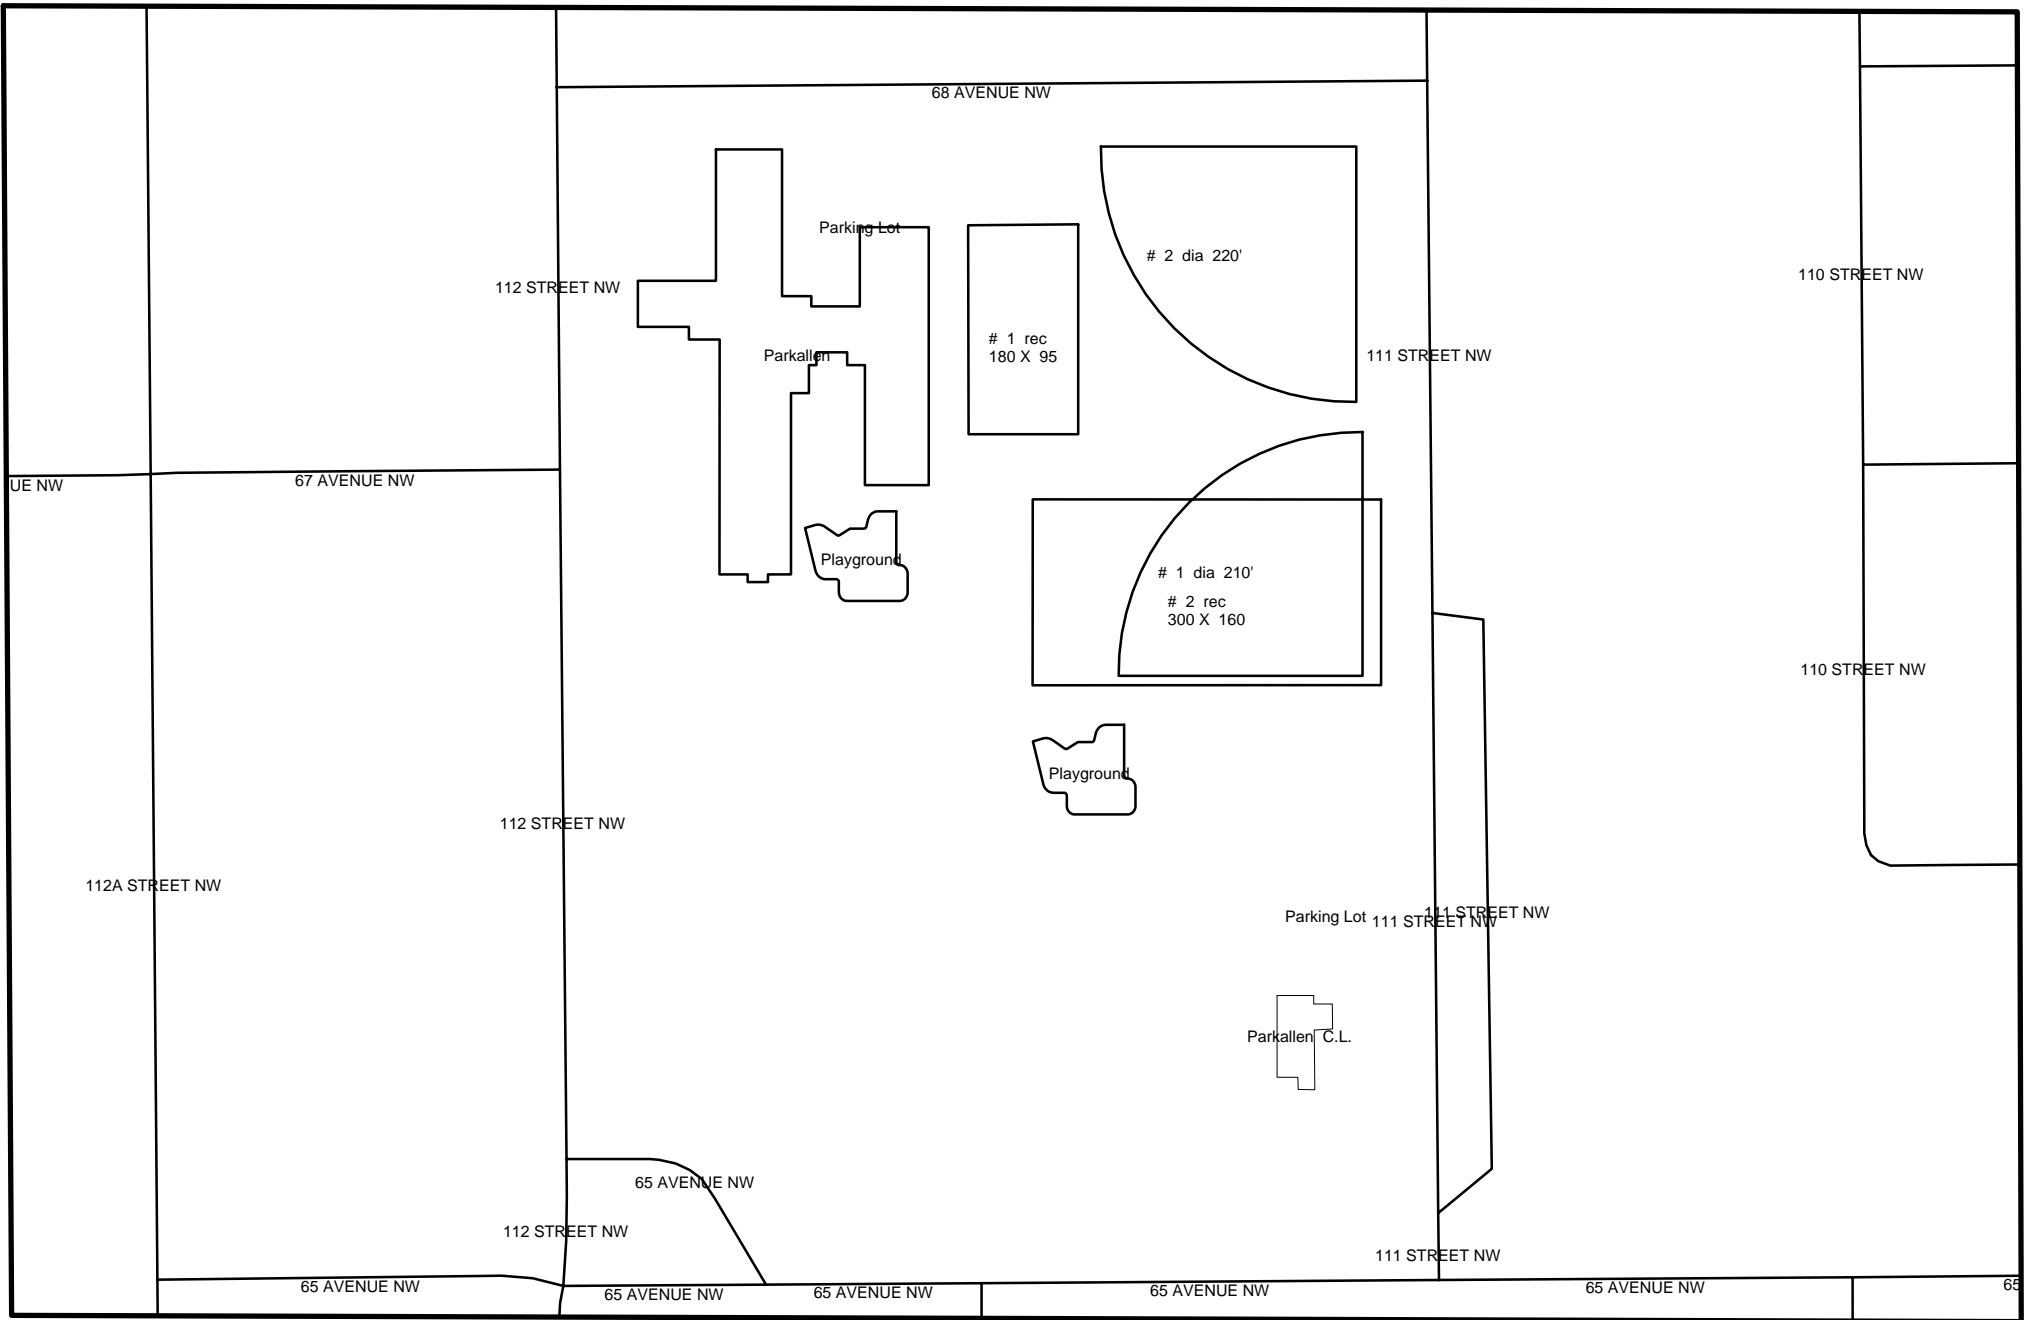 68 AVENUE NW
Parking Lot
# 2 dia 220'
110 STREET NW
112 STREET NW
# 1 rec
180 X 95
Parkallen
111 STREET NW
67 AVENUE NW
UE NW
Playground
# 1 dia 210'
# 2 rec
300 X 160
110 STREET NW
Playground
112 STREET NW
112A STREET NW
Parking Lot
111 STREET NW
111 STREET NW
Parkallen C.L.
65 AVENUE NW
112 STREET NW
111 STREET NW
65 AVENUE NW
65 AVENUE NW
65 AVENUE NW
65 AVENUE NW
65 AVENUE NW
65